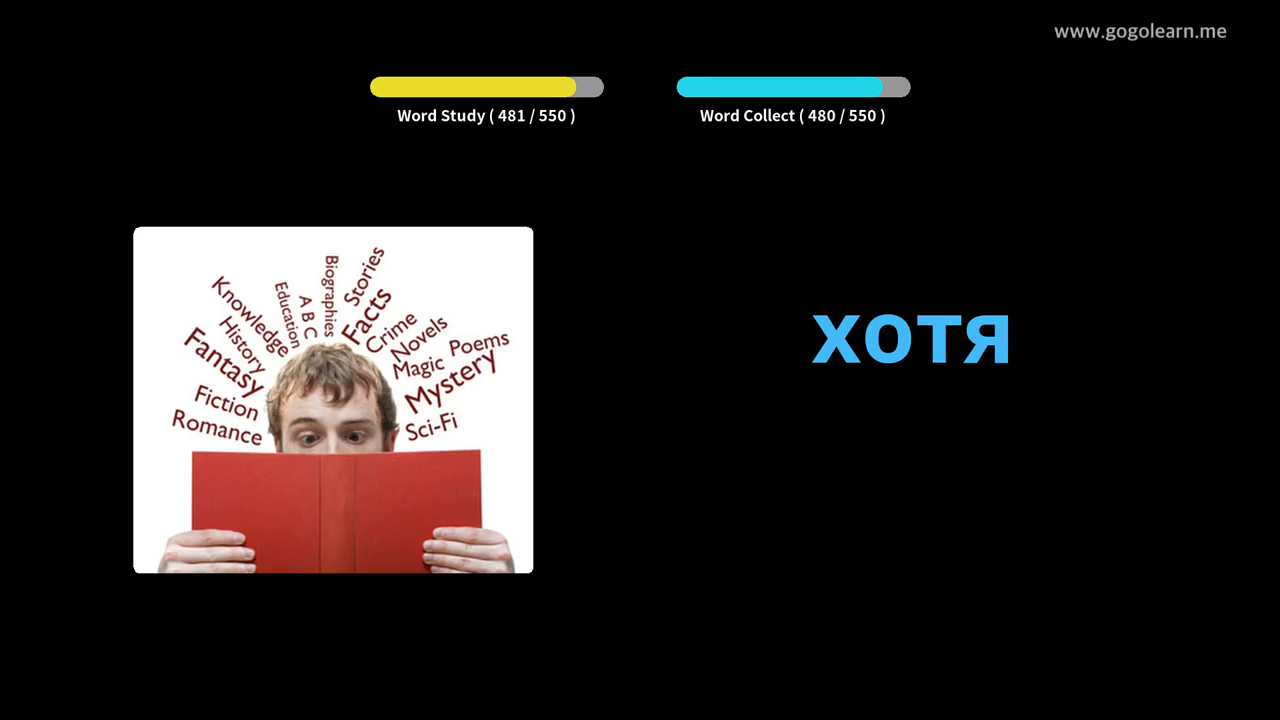 www.gogolearn.me
Word Study ( 481 / 550 )
Word Collect ( 480 / 550 )
Biographies
Stories
Education
A B C
Facts
Knowledge
Crime
History
Novels
Fantasy
Magic
Poems
Mystery
Fiction
Romance
Sci-Fi
хотя